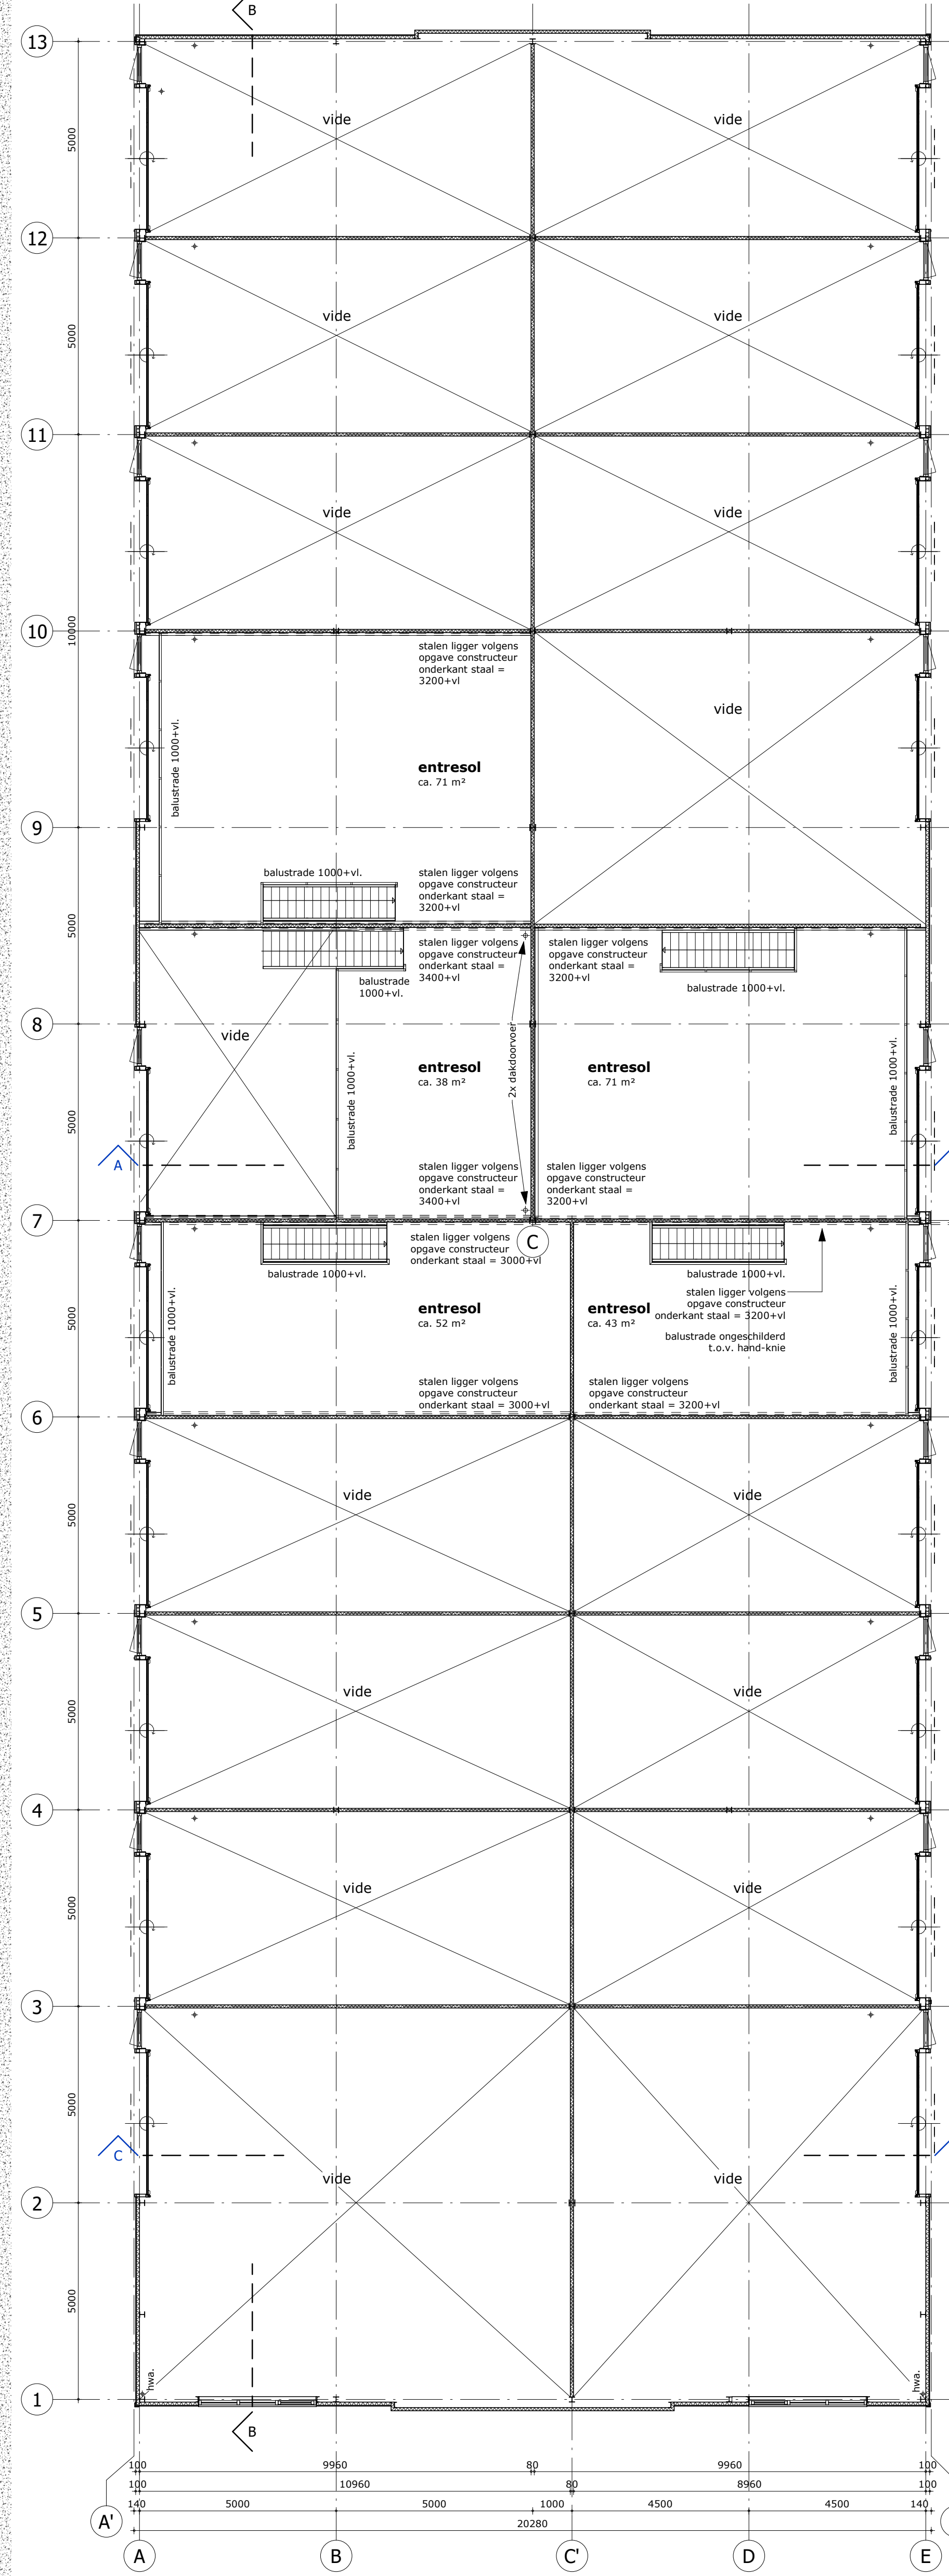 B
13
vide
vide
5000
12
vide
vide
5000
11
vide
vide
10000
10
stalen ligger volgens
opgave constructeur
onderkant staal =
3200+vl
vide
balustrade 1000+vl.
entresol
ca. 71 m²
9
balustrade 1000+vl.
stalen ligger volgens
opgave constructeur
onderkant staal =
3200+vl
5000
stalen ligger volgens
opgave constructeur
onderkant staal =
3400+vl
stalen ligger volgens
opgave constructeur
onderkant staal =
3200+vl
balustrade
1000+vl.
balustrade 1000+vl.
8
vide
2x dakdoorvoer
entresol
ca. 38 m²
entresol
ca. 71 m²
balustrade 1000+vl.
balustrade 1000+vl.
5000
A
stalen ligger volgens
opgave constructeur
onderkant staal =
3400+vl
stalen ligger volgens
opgave constructeur
onderkant staal =
3200+vl
7
C
stalen ligger volgens
opgave constructeur
onderkant staal = 3000+vl
balustrade 1000+vl.
balustrade 1000+vl.
stalen ligger volgens
opgave constructeur
onderkant staal = 3200+vl
entresol
ca. 52 m²
entresol
ca. 43 m²
balustrade 1000+vl.
balustrade 1000+vl.
balustrade ongeschilderd
t.o.v. hand-knie
5000
stalen ligger volgens
opgave constructeur
onderkant staal = 3000+vl
stalen ligger volgens
opgave constructeur
onderkant staal = 3200+vl
6
vide
vide
5000
5
vide
vide
5000
4
vide
vide
5000
3
5000
C
vide
vide
2
5000
hwa.
hwa.
1
B
100 9960 80 9960 100
100 10960 80 8960 100
140 5000 5000 1000 4500 4500 140
20280
A'
A B C' D E